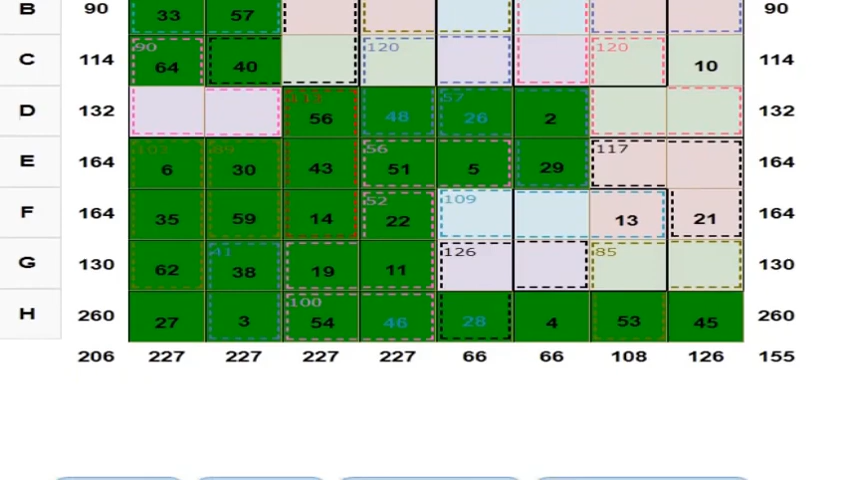 B 90 33 57 90
C 114 90 64 40 120 120 10 114
D 132 56 48 57 26 2 132
E 164 6 89 30 43 56 51 5 29 117 164
F 164 35 59 14 52 22 109 13 21 164
G 130 62 41 38 19 11 126 85 130
H 260 27 3 100 54 46 28 4 53 45 260
206 227 227 227 227 66 66 108 126 155